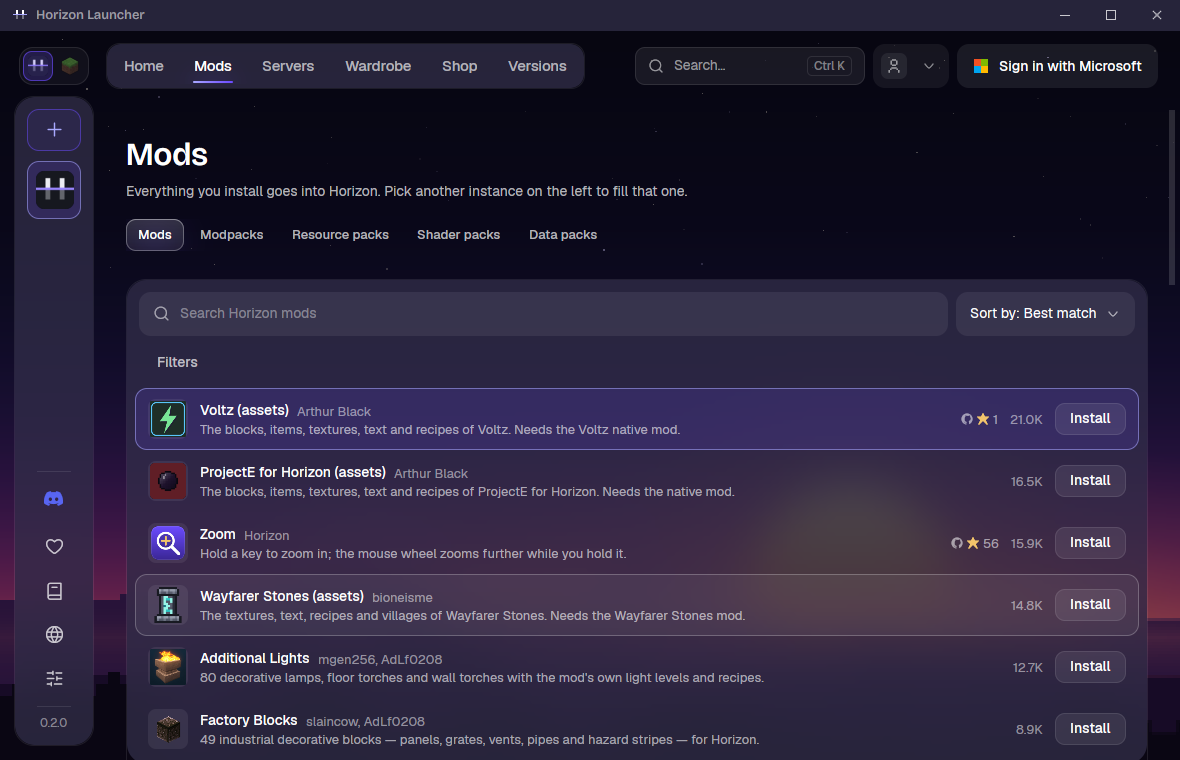 Horizon Launcher
Home Mods Servers Wardrobe Shop Versions
Search... Ctrl K
Sign in with Microsoft
Mods
Everything you install goes into Horizon. Pick another instance on the left to fill that one.
Mods Modpacks Resource packs Shader packs Data packs
Search Horizon mods
Sort by: Best match
Filters
Voltz (assets) Arthur Black
The blocks, items, textures, text and recipes of Voltz. Needs the Voltz native mod.
1 21.0K Install
ProjectE for Horizon (assets) Arthur Black
The blocks, items, textures, text and recipes of ProjectE for Horizon. Needs the native mod.
16.5K Install
Zoom Horizon
Hold a key to zoom in; the mouse wheel zooms further while you hold it.
56 15.9K Install
Wayfarer Stones (assets) bioneisme
The textures, text, recipes and villages of Wayfarer Stones. Needs the Wayfarer Stones mod.
14.8K Install
Additional Lights mgen256, AdLf0208
80 decorative lamps, floor torches and wall torches with the mod's own light levels and recipes.
12.7K Install
Factory Blocks slaincow, AdLf0208
49 industrial decorative blocks — panels, grates, vents, pipes and hazard stripes — for Horizon.
8.9K Install
0.2.0